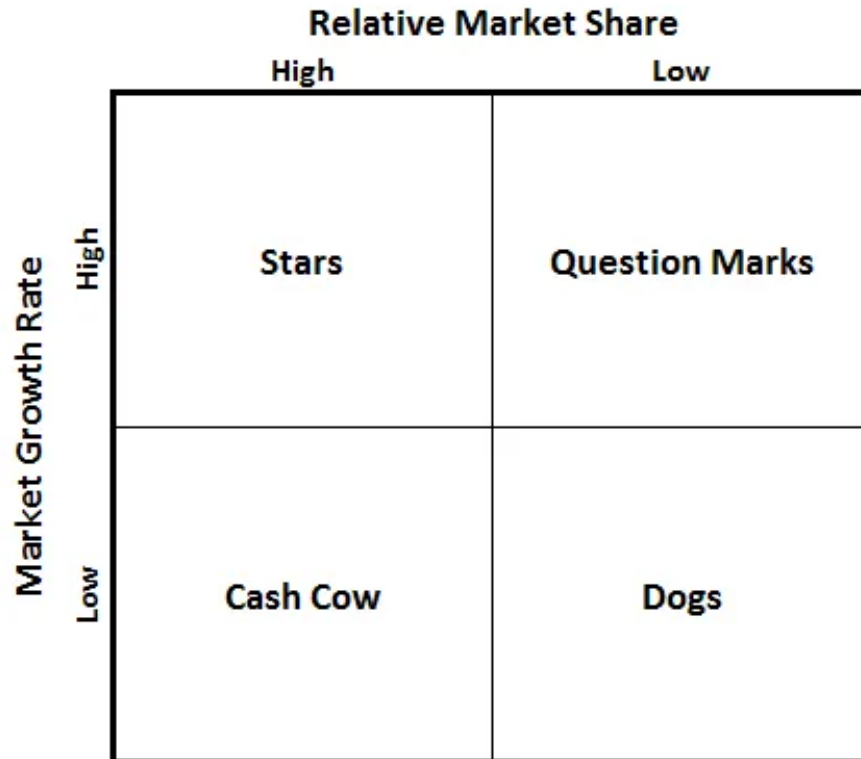 Relative Market Share
High
Low
Market Growth Rate
High
Stars
Question Marks
Low
Cash Cow
Dogs